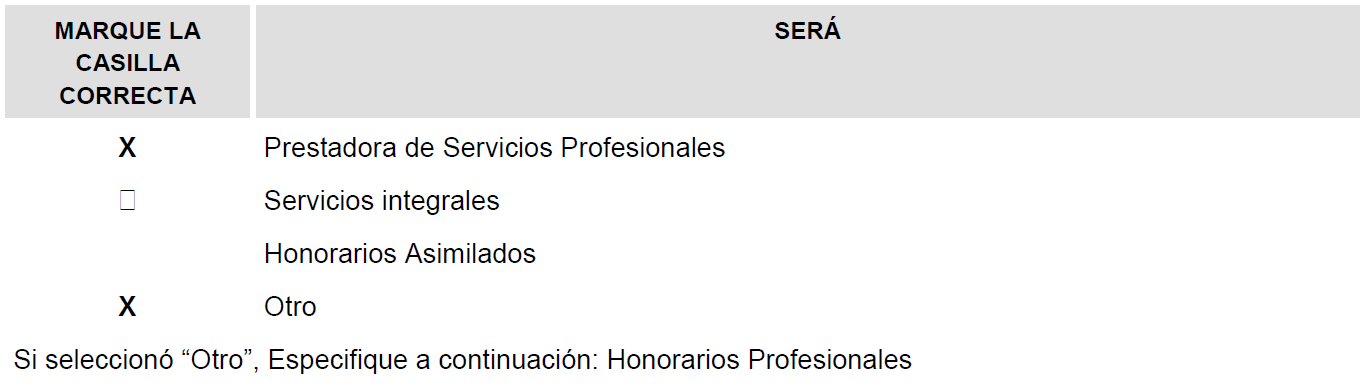 MARQUE LA
CASILLA
CORRECTA
SERÁ
X Prestadora de Servicios Profesionales
☐ Servicios integrales
Honorarios Asimilados
X Otro
Si seleccionó “Otro”, Especifique a continuación: Honorarios Profesionales